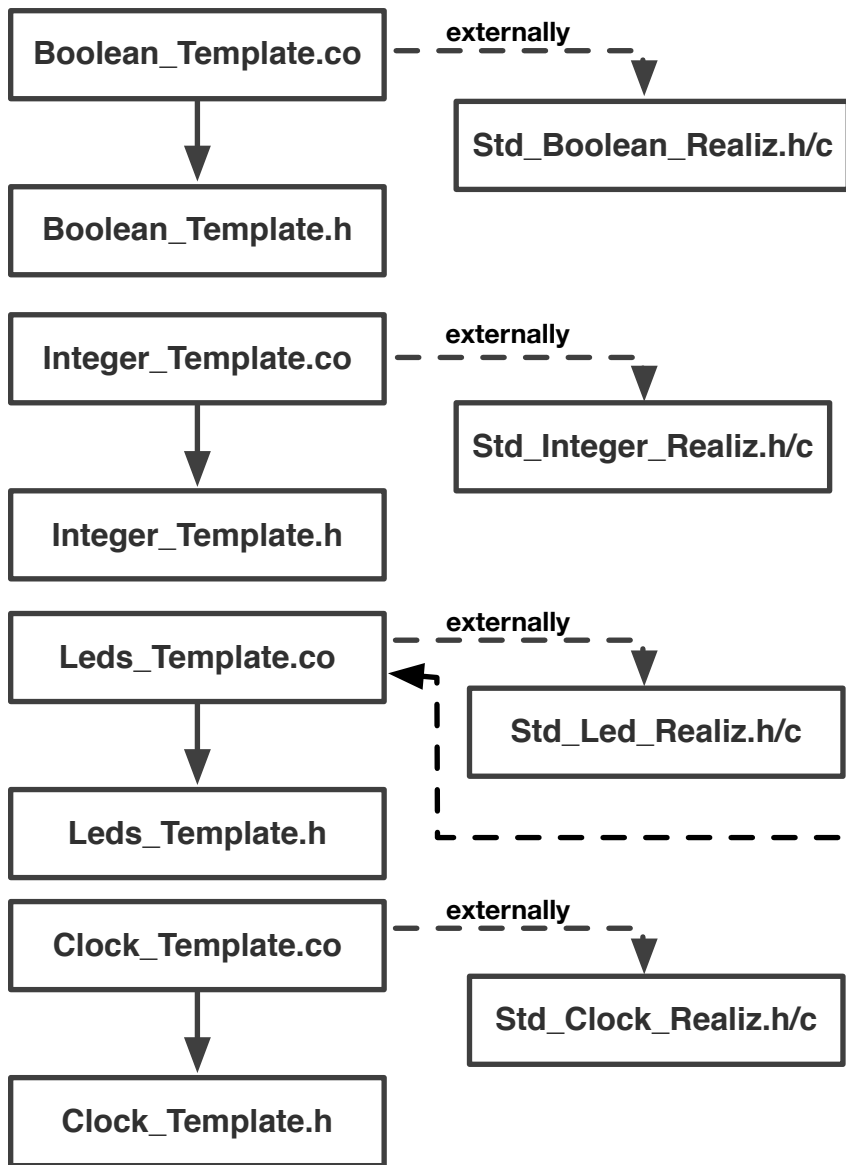 Boolean_Template.co
externally
Std_Boolean_Realiz.h/c
Boolean_Template.h
Integer_Template.co
externally
Std_Integer_Realiz.h/c
Integer_Template.h
Leds_Template.co
externally
Std_Led_Realiz.h/c
Leds_Template.h
Clock_Template.co
externally
Std_Clock_Realiz.h/c
Clock_Template.h